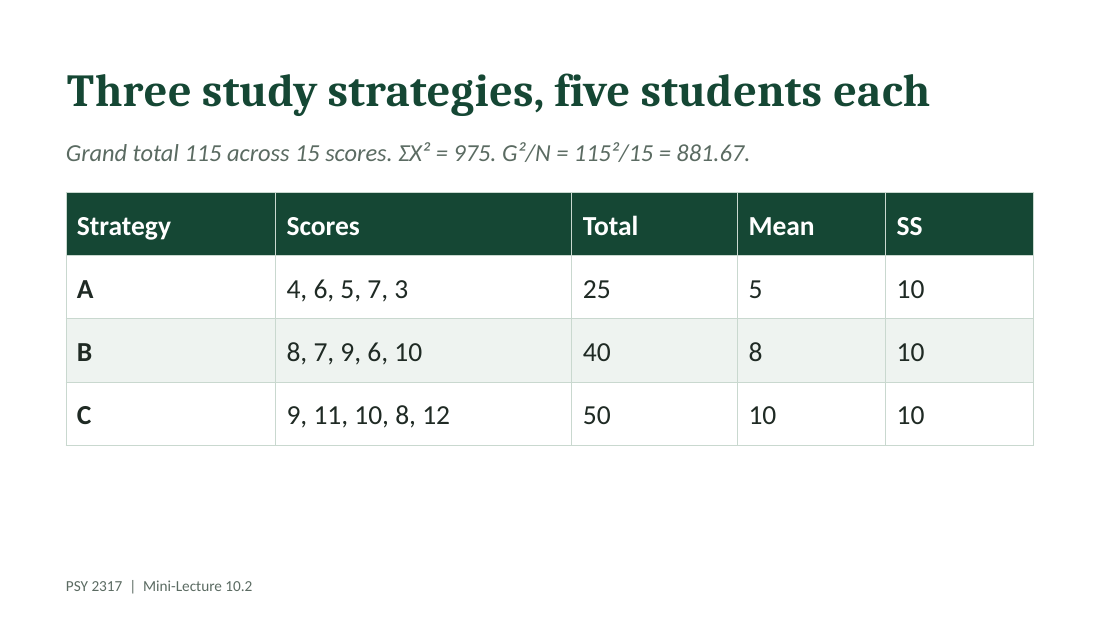 Three study strategies, five students each
Grand total 115 across 15 scores. ΣX² = 975. G²/N = 115²/15 = 881.67.
Strategy Scores Total Mean SS
A 4, 6, 5, 7, 3 25 5 10
B 8, 7, 9, 6, 10 40 8 10
C 9, 11, 10, 8, 12 50 10 10
PSY 2317 | Mini-Lecture 10.2